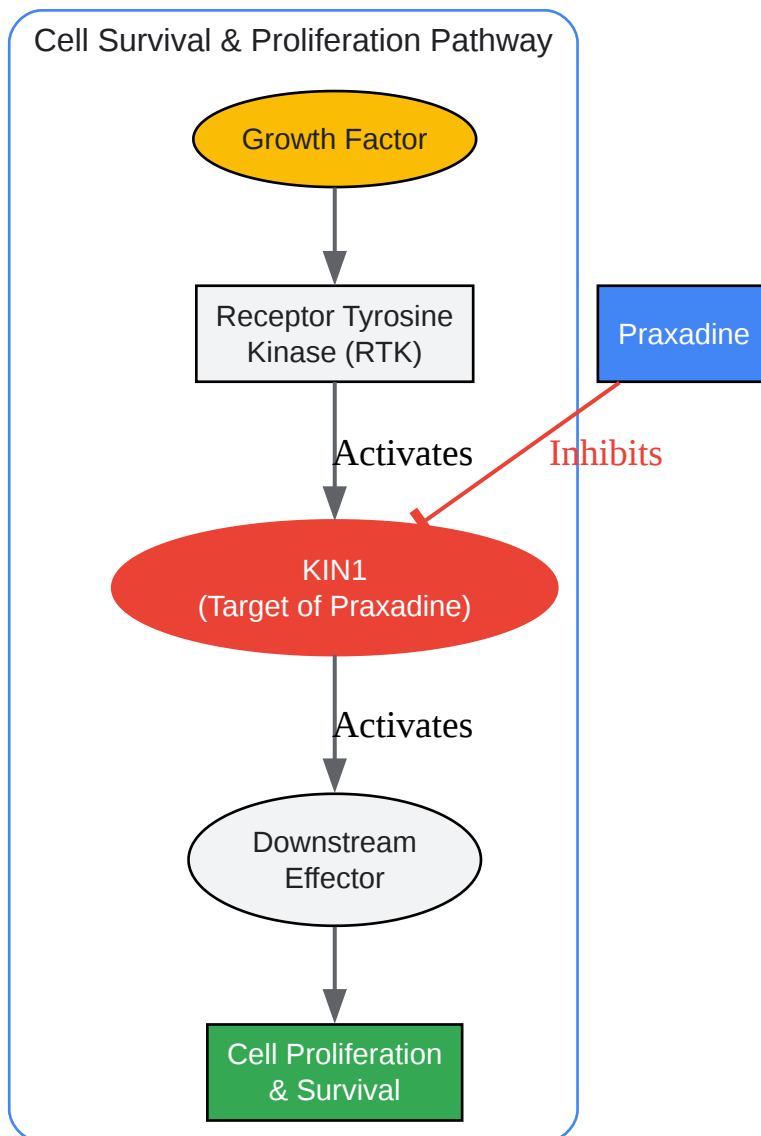 Cell Survival & Proliferation Pathway
Growth Factor
Receptor Tyrosine
Kinase (RTK)
Praxadine
Activates
Inhibits
KIN1
(Target of Praxadine)
Activates
Downstream
Effector
Cell Proliferation
& Survival